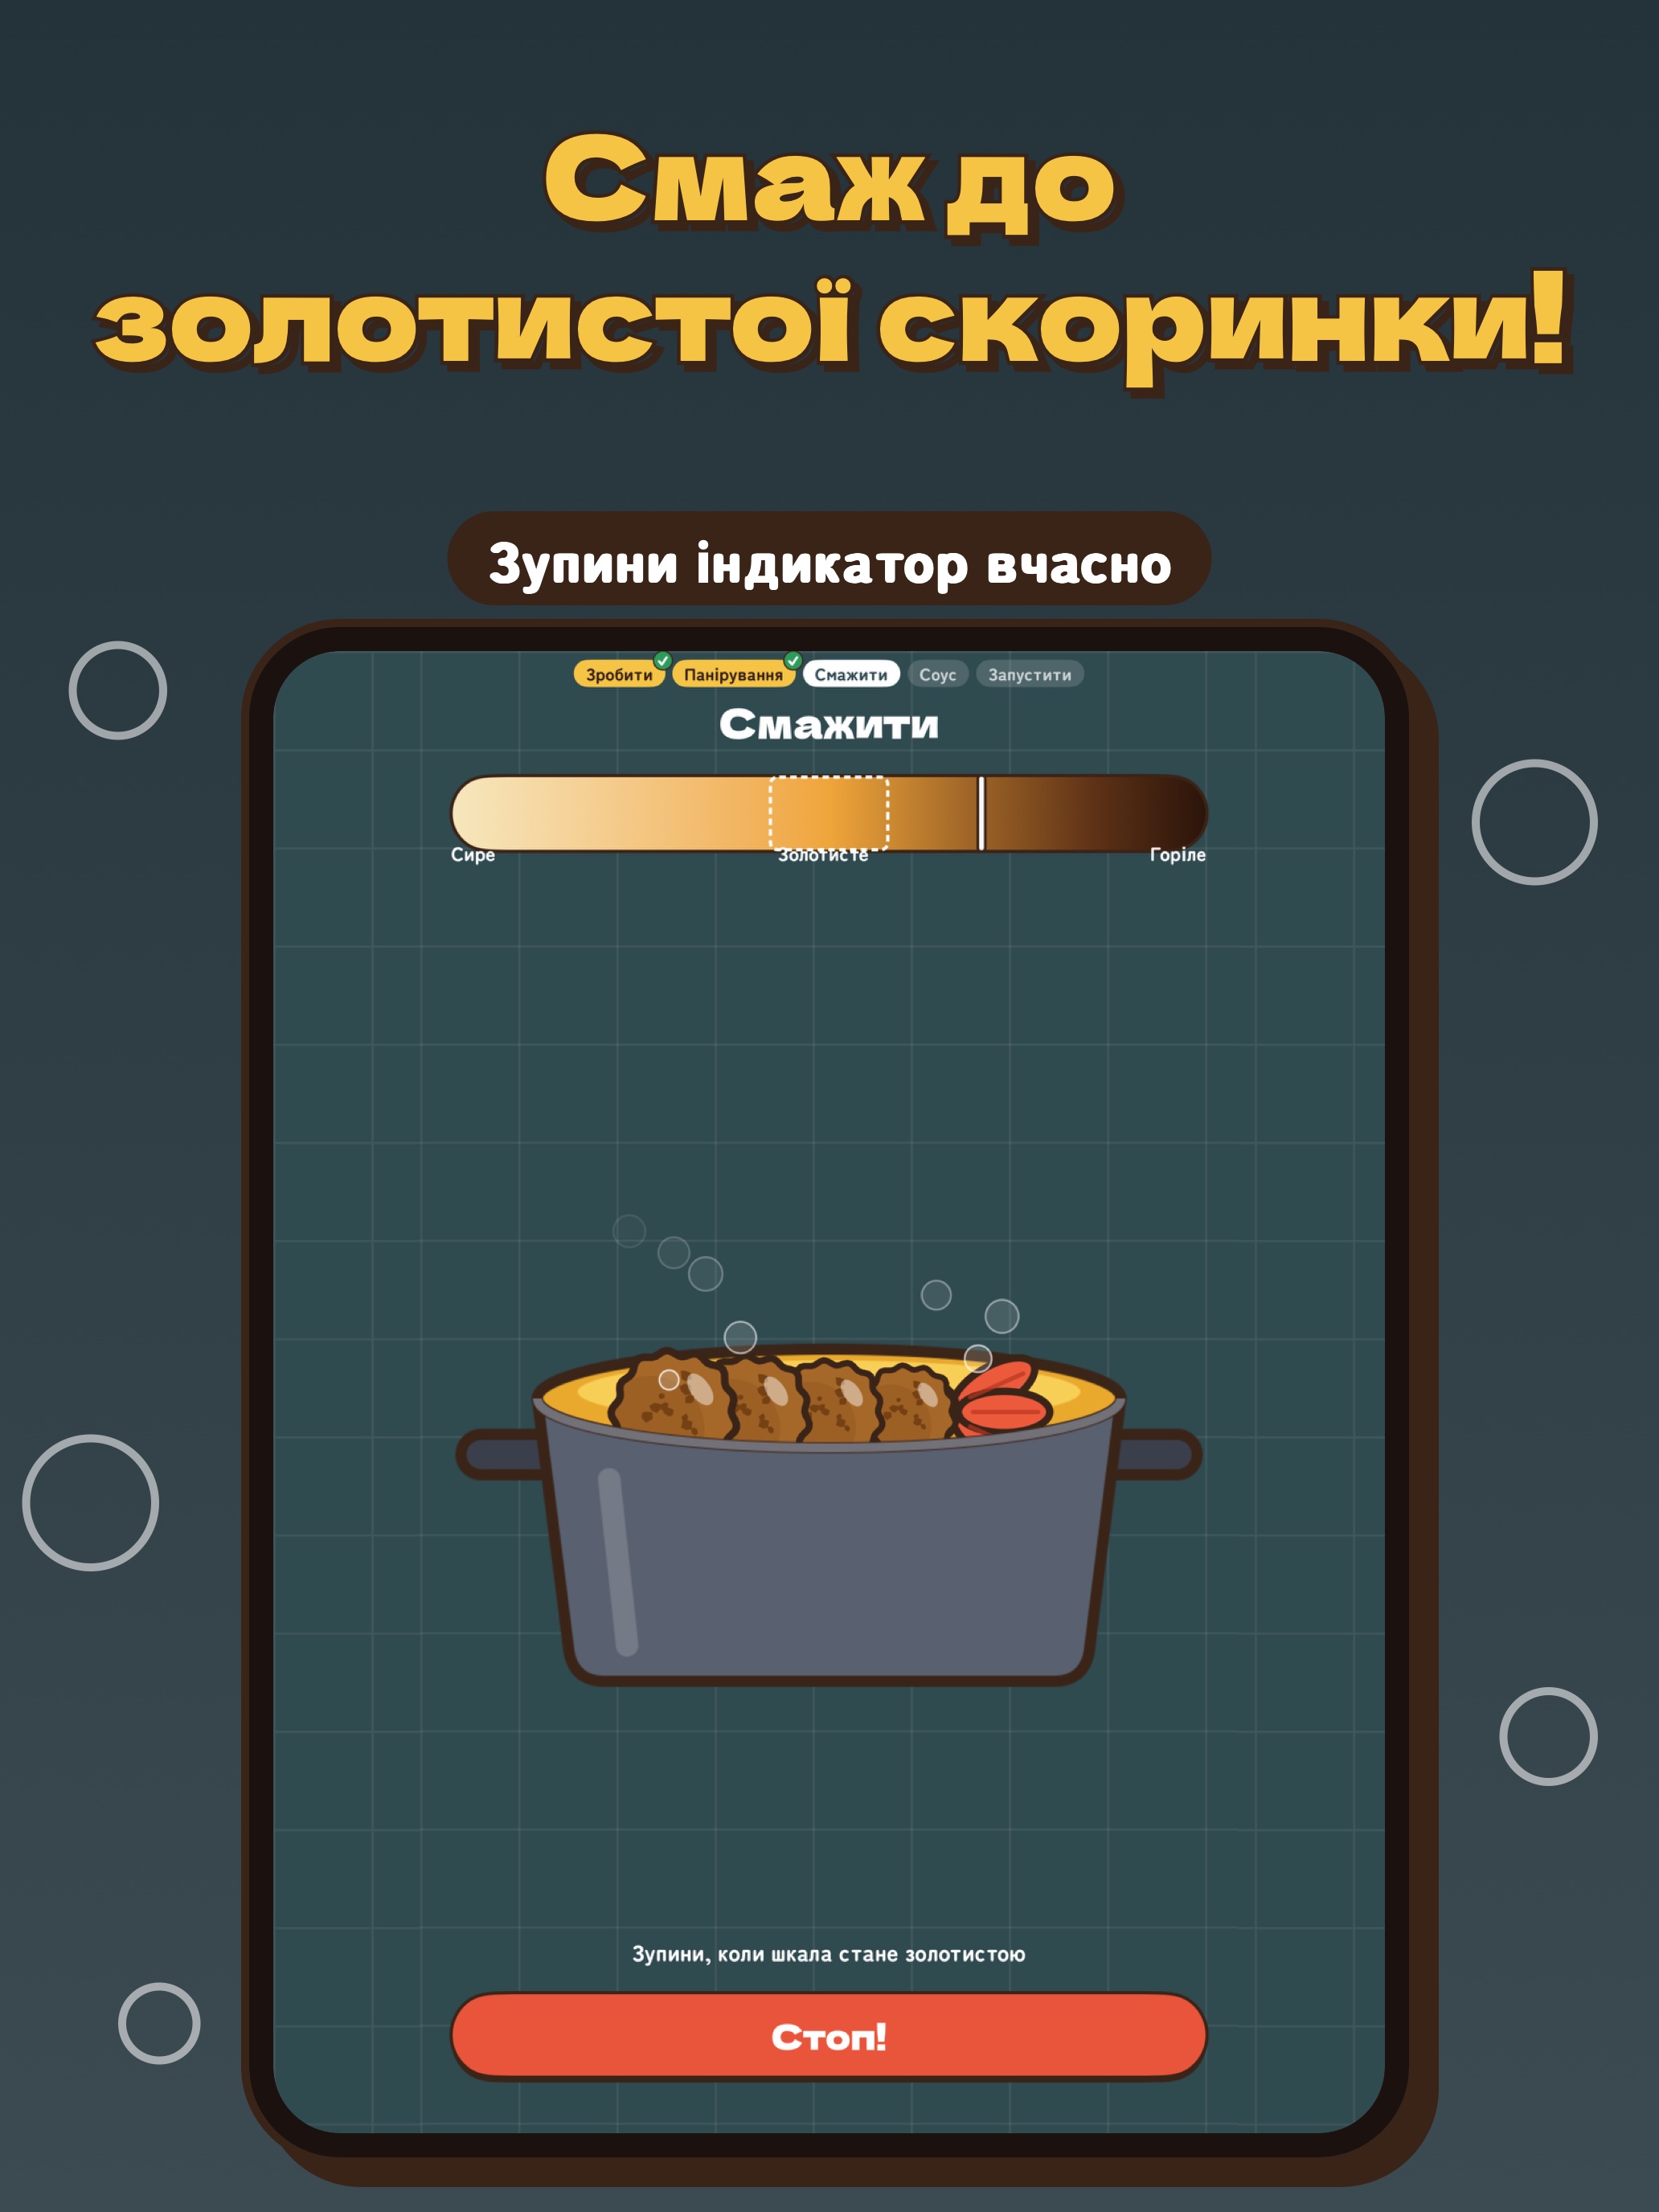 Смаж до
золотистої скоринки!
Зупини індикатор вчасно
Зробити Панірування Смажити Соус Запустити
Смажити
Сире Золотисте Горіле
Зупини, коли шкала стане золотистою
Стоп!